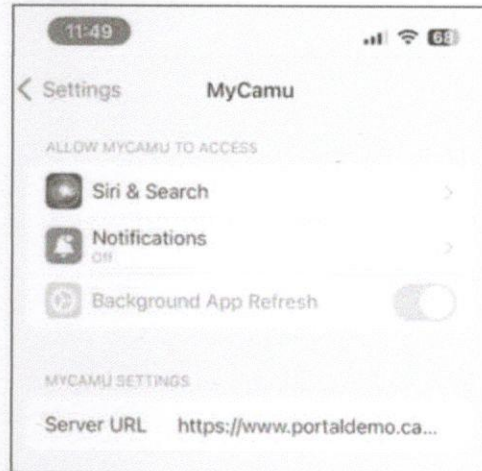 11:49
68
Settings MyCamu
ALLOW MYCAMU TO ACCESS
Siri & Search
Notifications
Off
Background App Refresh
MYCAMU SETTINGS
Server URL https://www.portaldemo.ca...